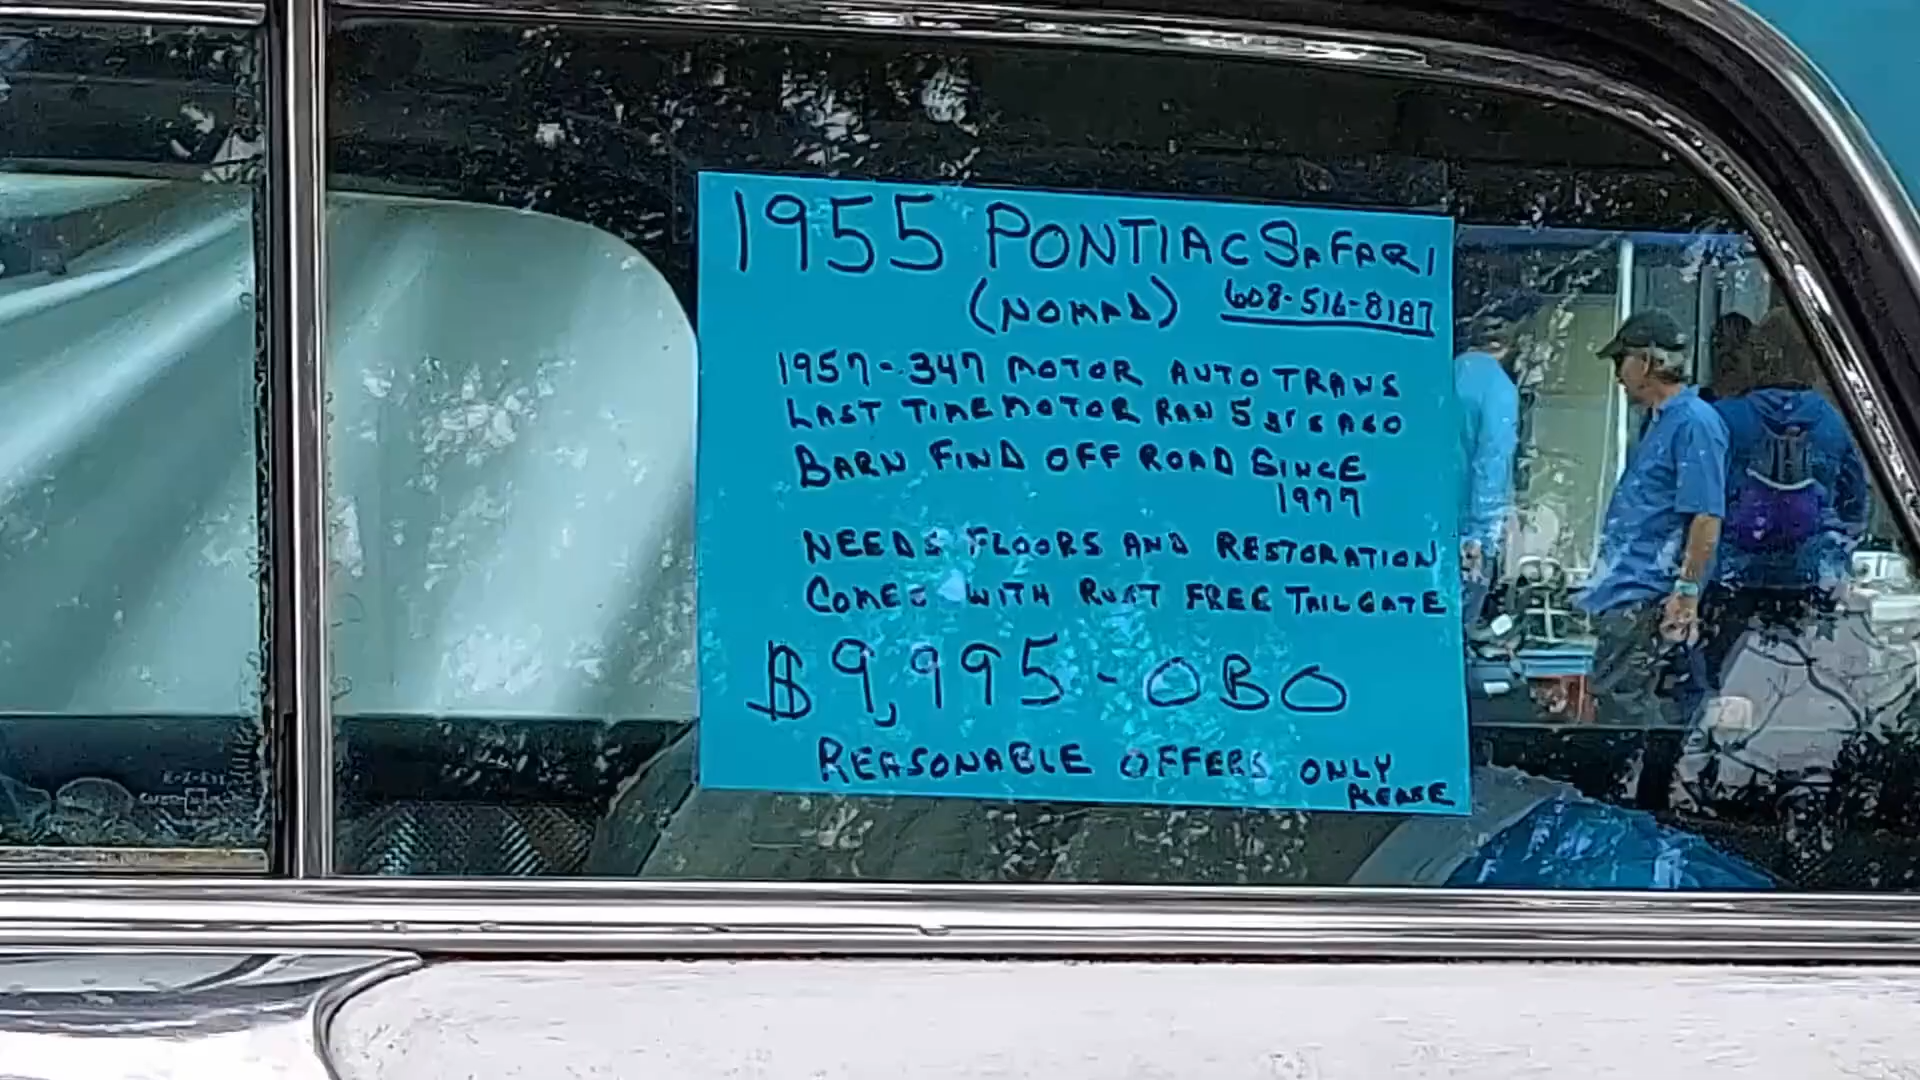 1955 PONTIAC SAFARI
(NOMAD) 608-516-8187
1957-347 MOTOR AUTO TRANS
LAST TIME MOTOR RAN 5 yrs AGO
BARN FIND OFF ROAD SINCE
1977
NEEDS FLOORS AND RESTORATION
COMES WITH RUST FREE TAILGATE
$9,995-OBO
REASONABLE OFFERS ONLY
PLEASE
E-Z-EYE